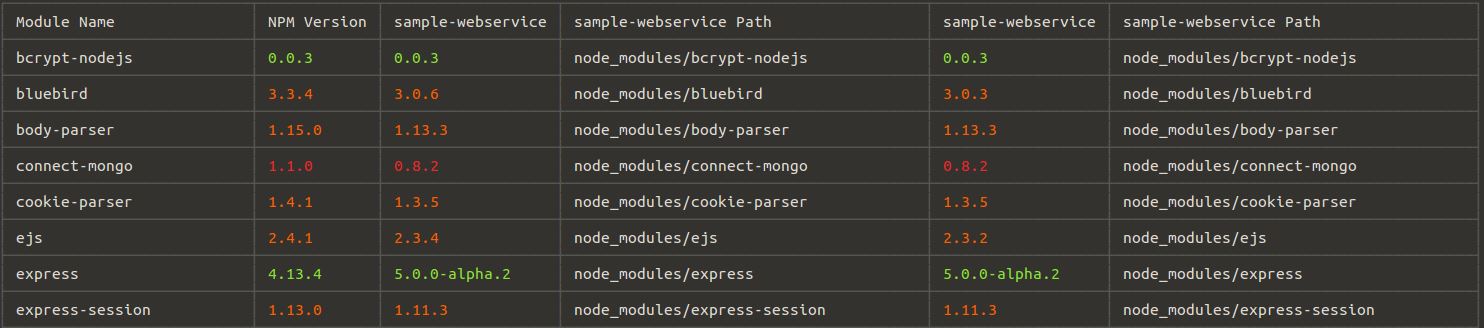 Module Name NPM Version sample-webservice sample-webservice Path sample-webservice sample-webservice Path
bcrypt-nodejs 0.0.3 0.0.3 node_modules/bcrypt-nodejs 0.0.3 node_modules/bcrypt-nodejs
bluebird 3.3.4 3.0.6 node_modules/bluebird 3.0.3 node_modules/bluebird
body-parser 1.15.0 1.13.3 node_modules/body-parser 1.13.3 node_modules/body-parser
connect-mongo 1.1.0 0.8.2 node_modules/connect-mongo 0.8.2 node_modules/connect-mongo
cookie-parser 1.4.1 1.3.5 node_modules/cookie-parser 1.3.5 node_modules/cookie-parser
ejs 2.4.1 2.3.4 node_modules/ejs 2.3.2 node_modules/ejs
express 4.13.4 5.0.0-alpha.2 node_modules/express 5.0.0-alpha.2 node_modules/express
express-session 1.13.0 1.11.3 node_modules/express-session 1.11.3 node_modules/express-session